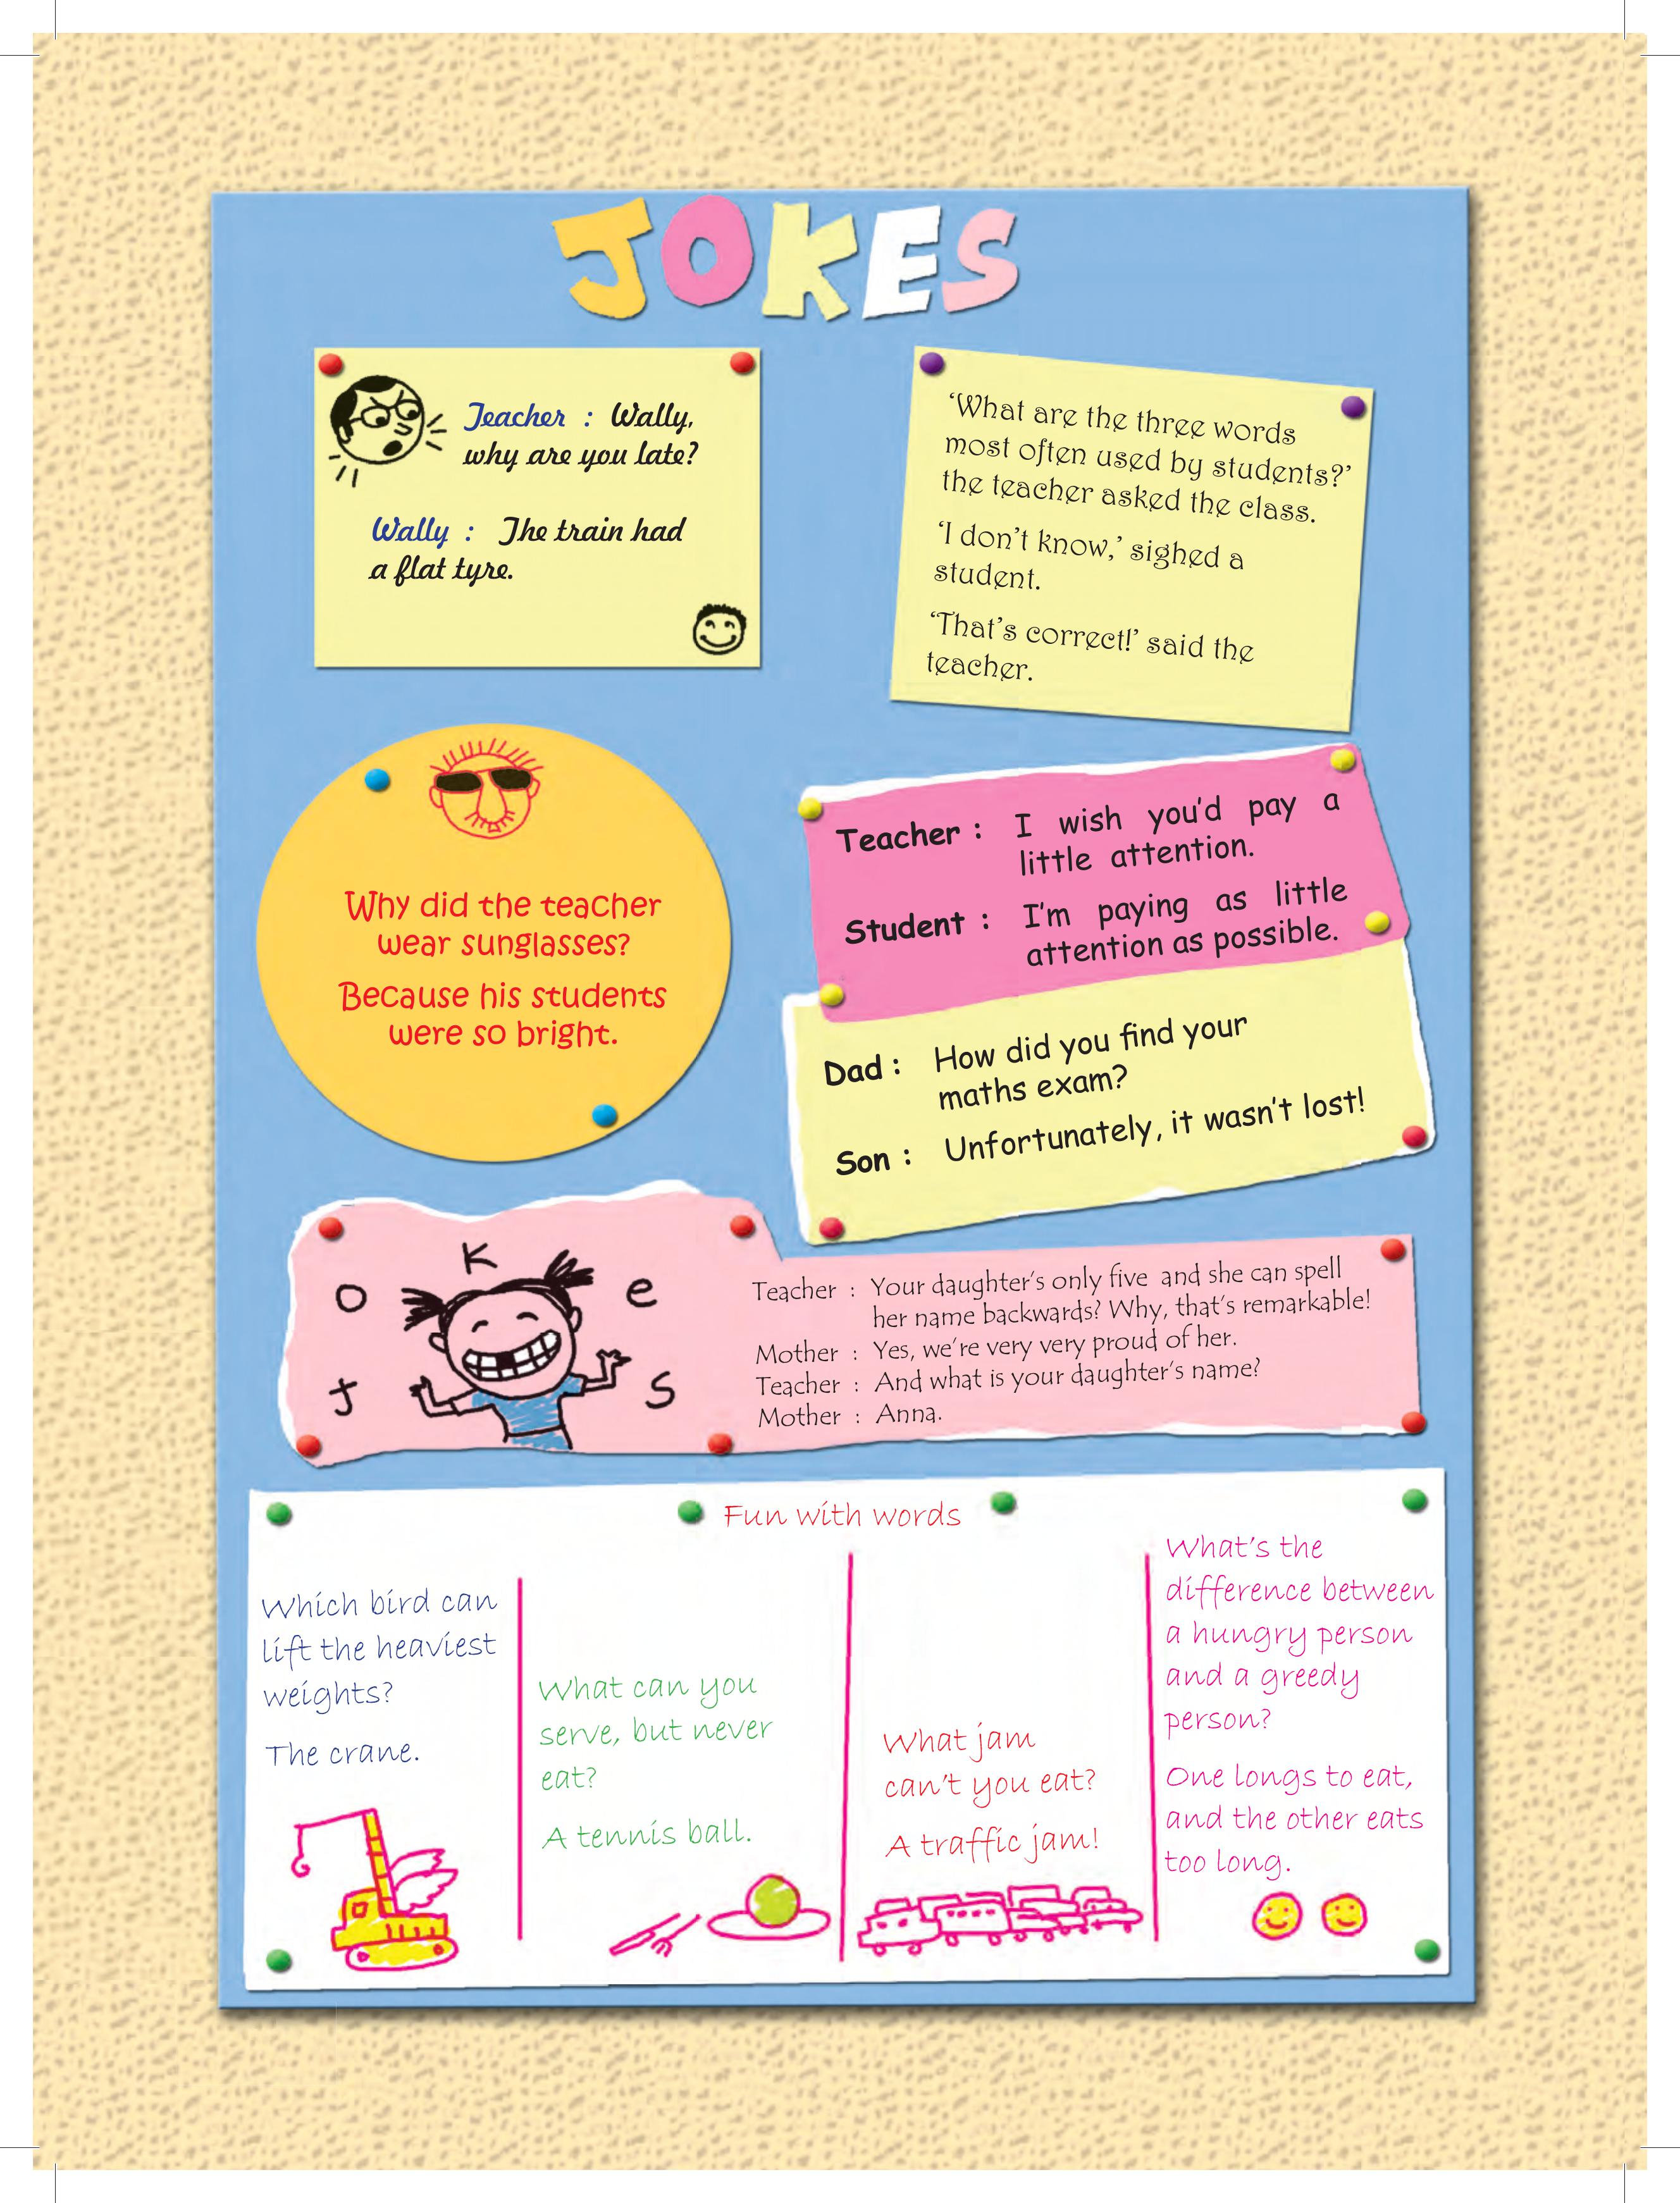 JOKES
Teacher : Wally,
why are you late?
Wally : The train had
a flat tyre.
‘What are the three words
most often used by students?’
the teacher asked the class.
‘I don’t know,’ sighed a
student.
‘That’s correct!’ said the
teacher.
Why did the teacher
wear sunglasses?
Because his students
were so bright.
Teacher : I wish you’d pay a
little attention.
Student : I’m paying as little
attention as possible.
Dad : How did you find your
maths exam?
Son : Unfortunately, it wasn’t lost!
J O K e S
Teacher : Your daughter’s only five and she can spell
her name backwards? Why, that’s remarkable!
Mother : Yes, we’re very very proud of her.
Teacher : And what is your daughter’s name?
Mother : Anna.
Fun with words
Which bird can
lift the heaviest
weights?
The crane.
What can you
serve, but never
eat?
A tennis ball.
What jam
can’t you eat?
A traffic jam!
What’s the
difference between
a hungry person
and a greedy
person?
One longs to eat,
and the other eats
too long.